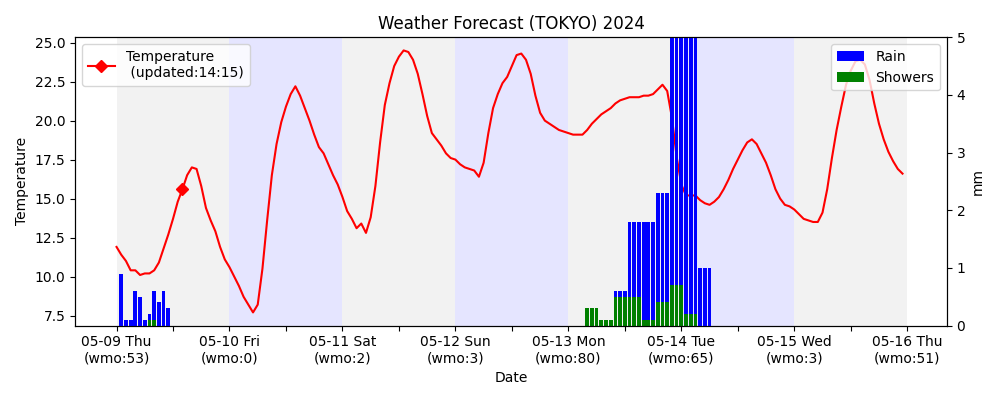 Weather Forecast (TOKYO) 2024
Temperature
(updated:14:15)
Rain
Showers
Temperature
25.0
22.5
20.0
17.5
15.0
12.5
10.0
7.5
5
4
3
2
1
0
mm
05-09 Thu
(wmo:53)
05-10 Fri
(wmo:0)
05-11 Sat
(wmo:2)
05-12 Sun
(wmo:3)
05-13 Mon
(wmo:80)
05-14 Tue
(wmo:65)
05-15 Wed
(wmo:3)
05-16 Thu
(wmo:51)
Date